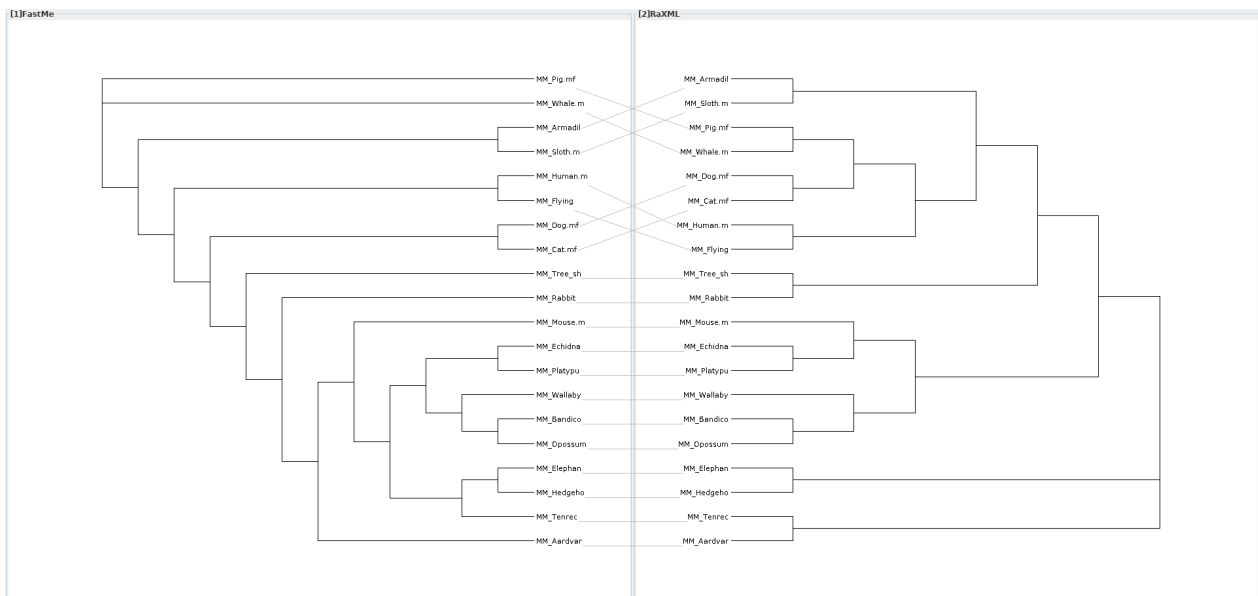 [1]FastMe
MM_Pig.mf
MM_Whale.m
MM_Armadil
MM_Sloth.m
MM_Human.m
MM_Flying
MM_Dog.mf
MM_Cat.mf
MM_Tree_sh
MM_Rabbit
MM_Mouse.m
MM_Echidna
MM_Platypu
MM_Wallaby
MM_Bandico
MM_Opossum
MM_Elephan
MM_Hedgeho
MM_Tenrec
MM_Aardvar
[2]RaXML
MM_Armadil
MM_Sloth.m
MM_Pig.mf
MM_Whale.m
MM_Dog.mf
MM_Cat.mf
MM_Human.m
MM_Flying
MM_Tree_sh
MM_Rabbit
MM_Mouse.m
MM_Echidna
MM_Platypu
MM_Wallaby
MM_Bandico
MM_Opossum
MM_Elephan
MM_Hedgeho
MM_Tenrec
MM_Aardvar